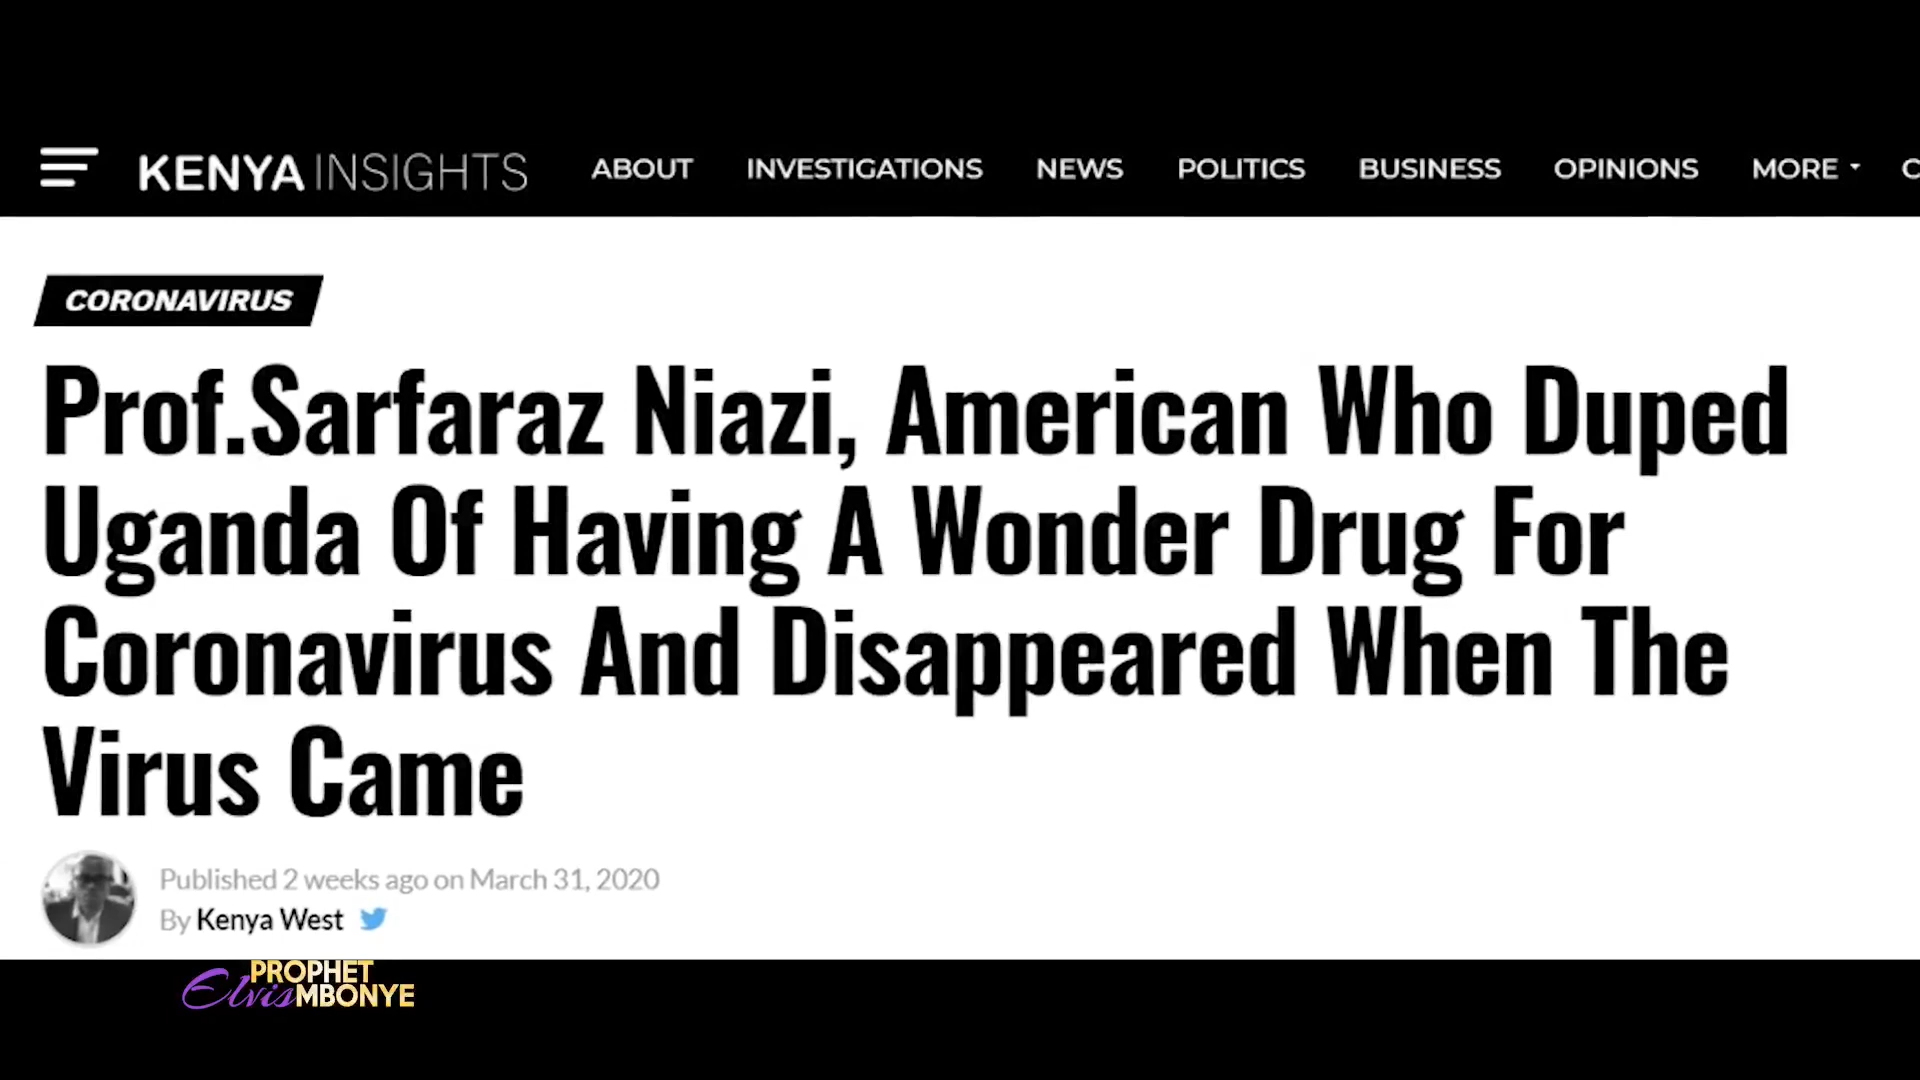 KENYA INSIGHTS ABOUT INVESTIGATIONS NEWS POLITICS BUSINESS OPINIONS MORE
CORONAVIRUS
Prof.Sarfaraz Niazi, American Who Duped
Uganda Of Having A Wonder Drug For
Coronavirus And Disappeared When The
Virus Came
Published 2 weeks ago on March 31, 2020
By Kenya West
PROPHET
Elvis MBONYE